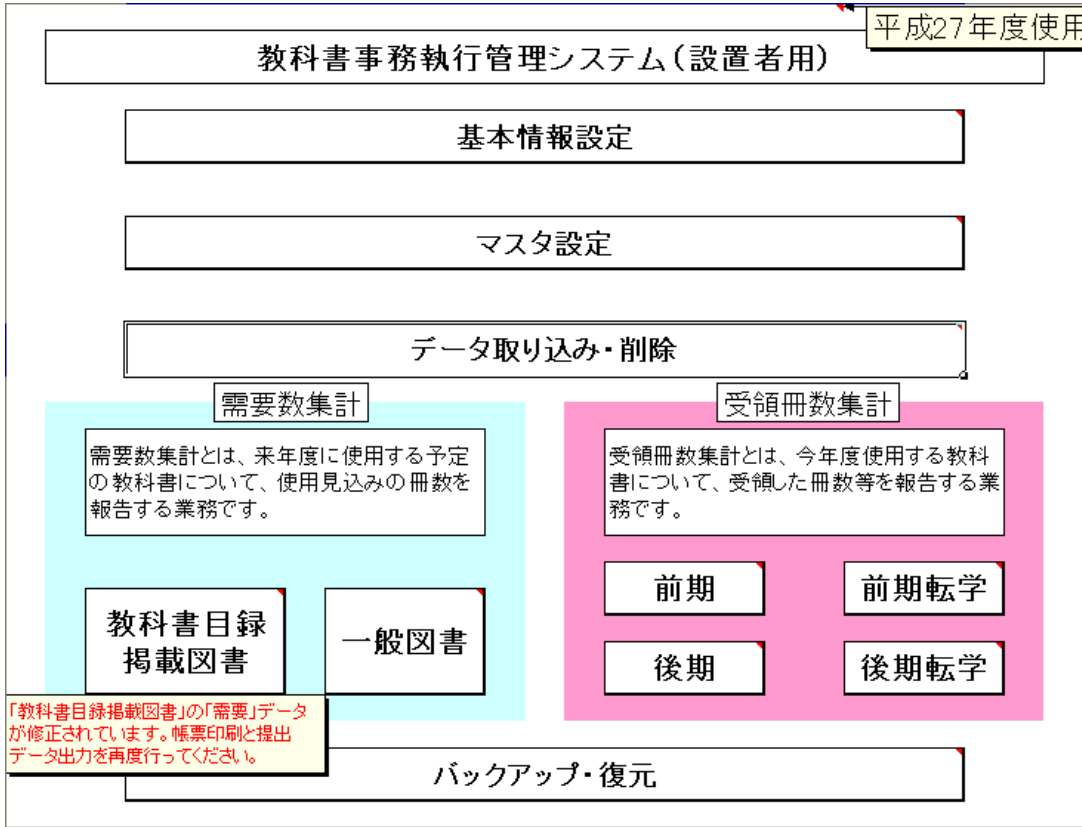 平成27年度使用
教科書事務執行管理システム(設置者用)
基本情報設定
マスタ設定
データ取り込み・削除
需要数集計
需要数集計とは、来年度に使用する予定
の教科書について、使用見込みの冊数を
報告する業務です。
教科書目録
掲載図書
一般図書
受領冊数集計
受領冊数集計とは、今年度使用する教科
書について、受領した冊数等を報告する業
務です。
前期
前期転学
後期
後期転学
「教科書目録掲載図書」の「需要」データ
が修正されています。帳票印刷と提出
データ出力を再度行ってください。
バックアップ・復元